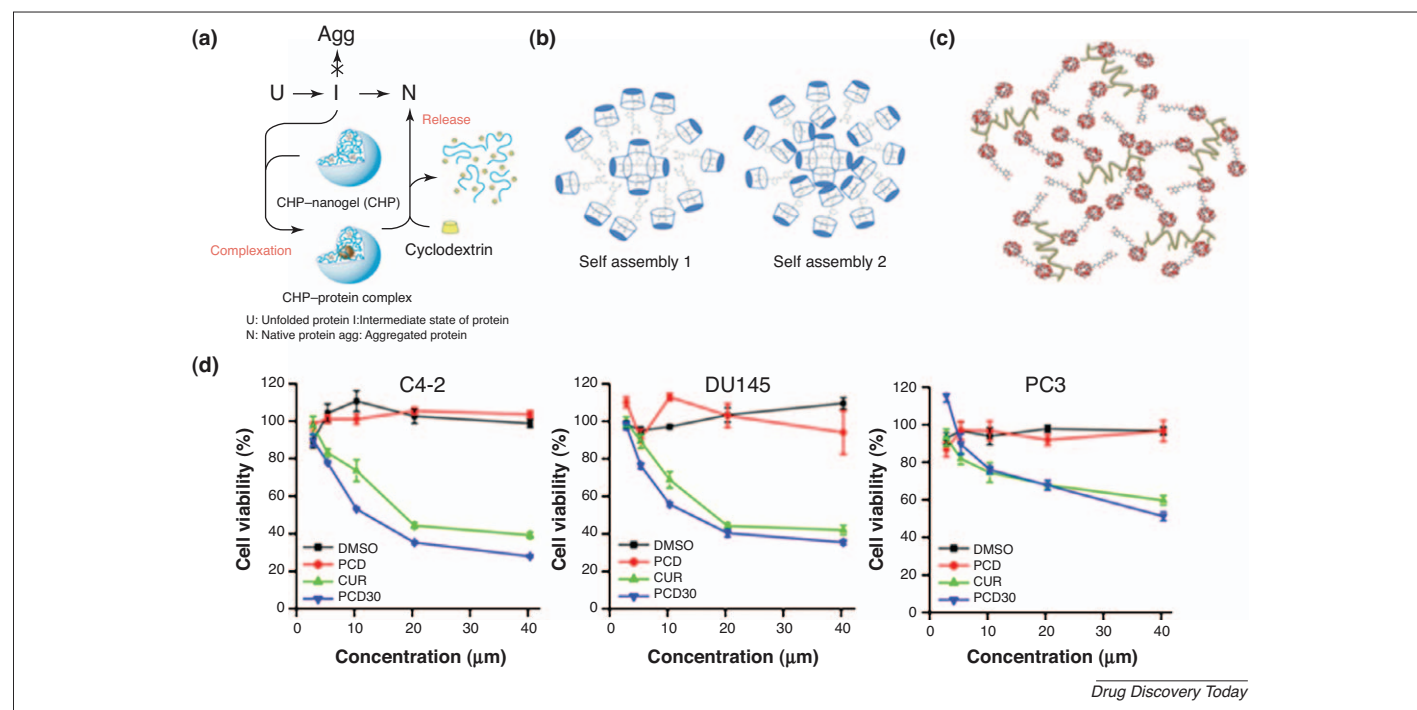 (a)
Agg
U
I
N
Release
CHP–nanogel (CHP)
Complexation
Cyclodextrin
CHP–protein complex
U: Unfolded protein I:Intermediate state of protein
N: Native protein agg: Aggregated protein
(b)
Self assembly 1
Self assembly 2
(c)
(d)
C4-2
Cell viability (%)
120
100
80
60
40
20
0
DMSO
PCD
CUR
PCD30
0
10
20
30
40
Concentration (μm)
DU145
Cell viability (%)
120
100
80
60
40
20
0
DMSO
PCD
CUR
PCD30
0
10
20
30
40
Concentration (μm)
PC3
Cell viability (%)
120
100
80
60
40
20
0
DMSO
PCD
CUR
PCD30
0
10
20
30
40
Concentration (μm)
Drug Discovery Today